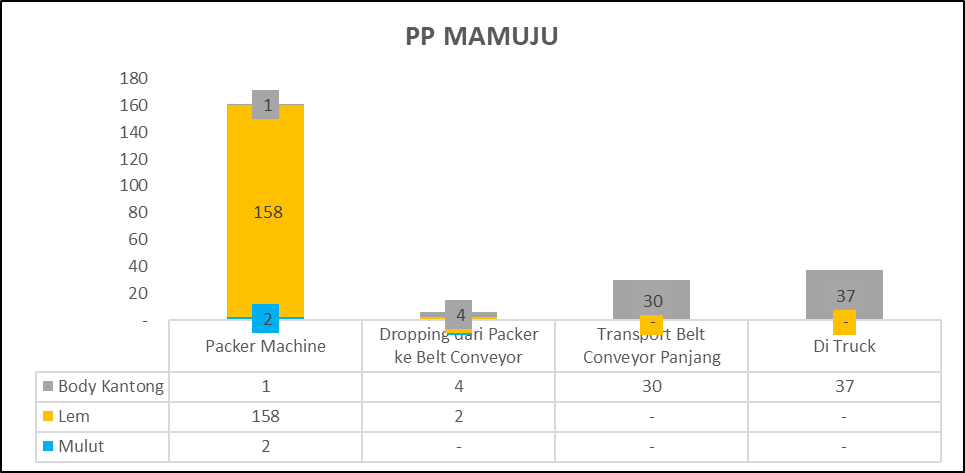 PP MAMUJU
180
160
140
120
100
80
60
40
20
-
1
158
2
4
30
-
37
-
Packer Machine
Dropping dari Packer
ke Belt Conveyor
Transport Belt
Conveyor Panjang
Di Truck
Body Kantong 1 4 30 37
Lem 158 2 - -
Mulut 2 - - -